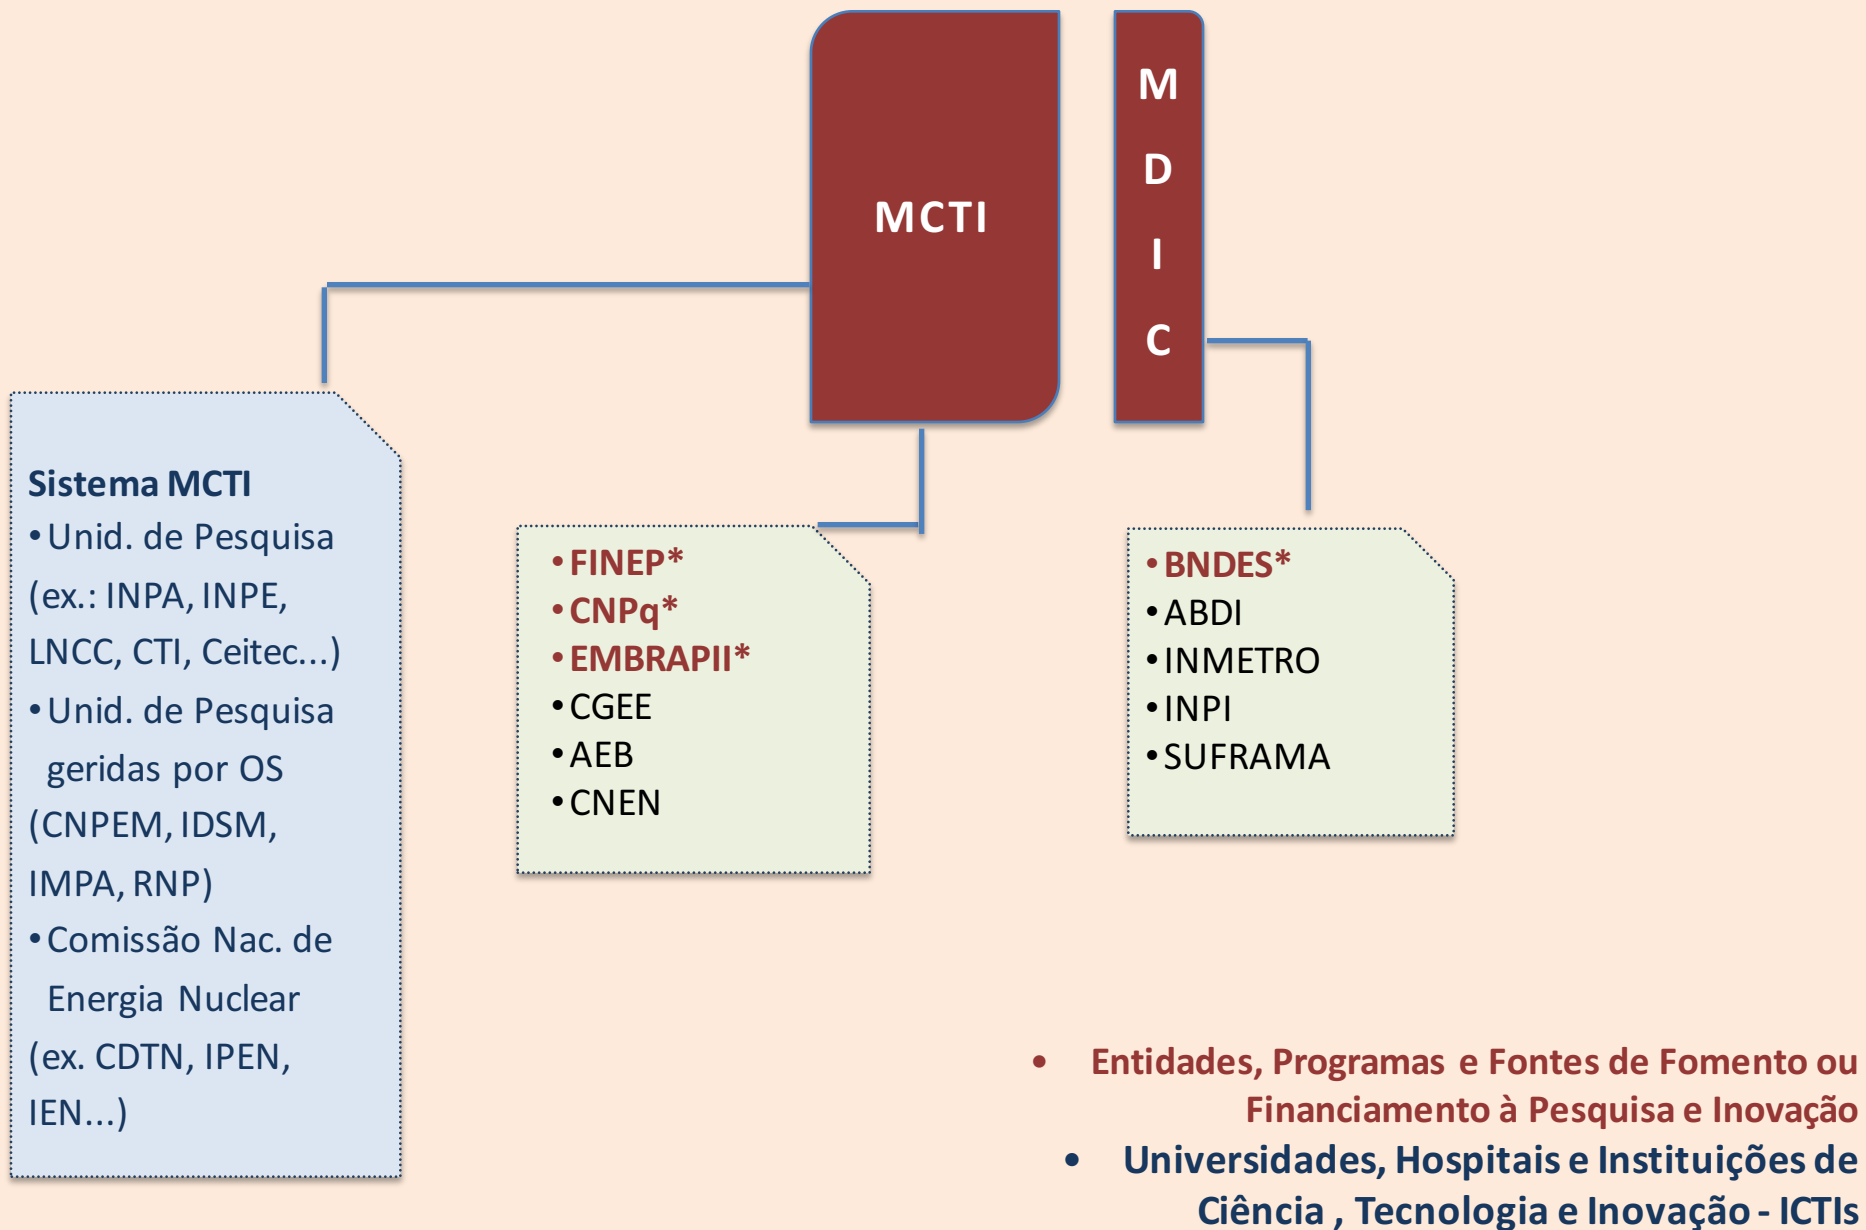 MCTI
M
D
I
C
Sistema MCTI
•Unid. de Pesquisa
(ex.: INPA, INPE,
LNCC, CTI, Ceitec...)
•Unid. de Pesquisa
geridas por OS
(CNPEM, IDSM,
IMPA, RNP)
•Comissão Nac. de
Energia Nuclear
(ex. CDTN, IPEN,
IEN...)
•FINEP*
•CNPq*
•EMBRAPII*
•CGEE
•AEB
•CNEN
•BNDES*
•ABDI
•INMETRO
•INPI
•SUFRAMA
• Entidades, Programas e Fontes de Fomento ou
Financiamento à Pesquisa e Inovação
• Universidades, Hospitais e Instituições de
Ciência , Tecnologia e Inovação - ICTIs